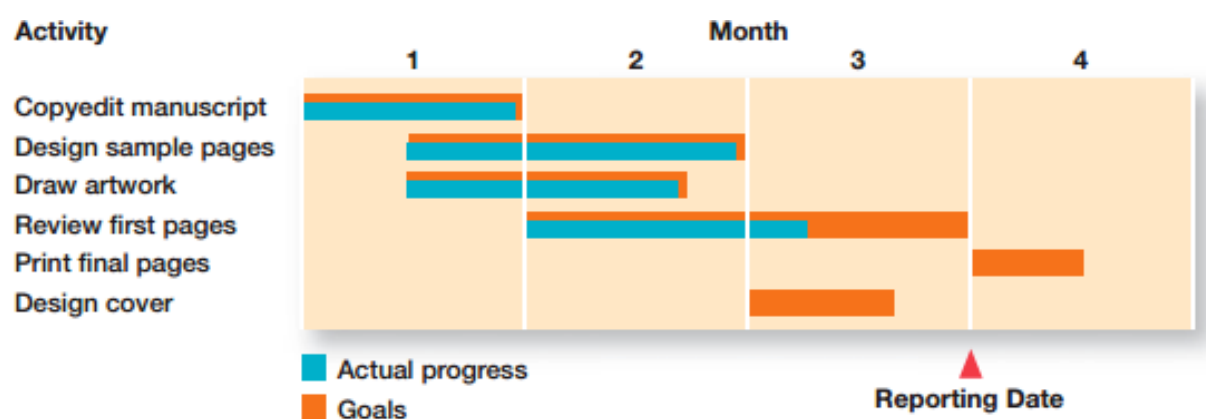 Activity
Month
1 2 3 4
Copyedit manuscript
Design sample pages
Draw artwork
Review first pages
Print final pages
Design cover
Actual progress
Goals
Reporting Date